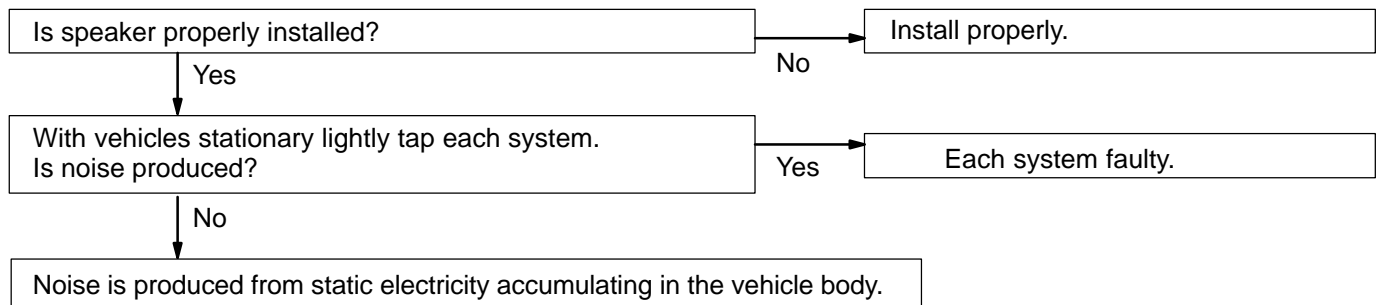 Is speaker properly installed?
No
Install properly.
Yes
With vehicles stationary lightly tap each system.
Is noise produced?
Yes
Each system faulty.
No
Noise is produced from static electricity accumulating in the vehicle body.